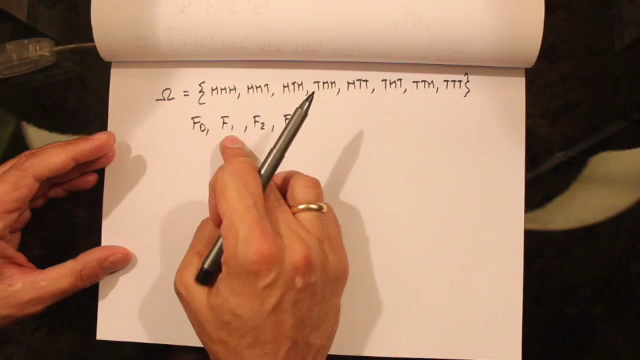 Ω = { HHH, HHT, HTH, THH, HTT, THT, TTH, TTT}
F0, F1, F2,